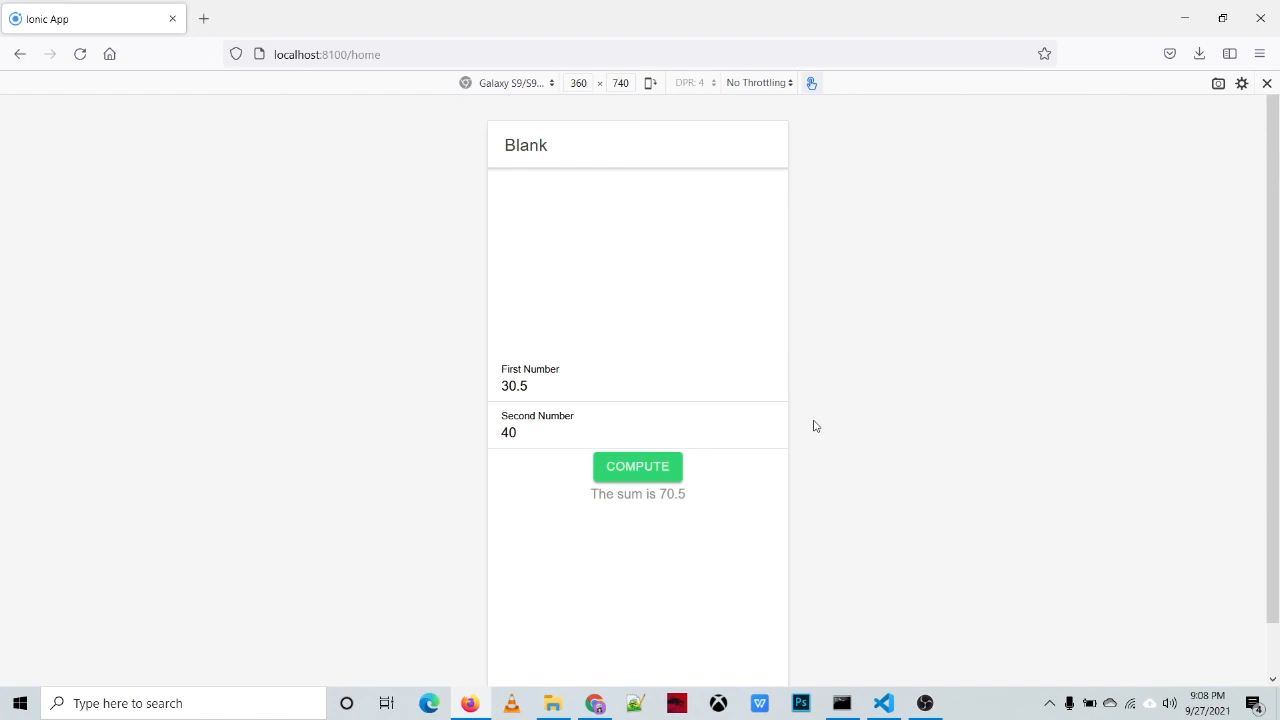 Ionic App
localhost:8100/home
Galaxy S9/S9... 360 × 740 DPR: 4 No Throttling
Blank
First Number
30.5
Second Number
40
COMPUTE
The sum is 70.5
Type here to search
W
Ps
9:08 PM
9/27/2021
4